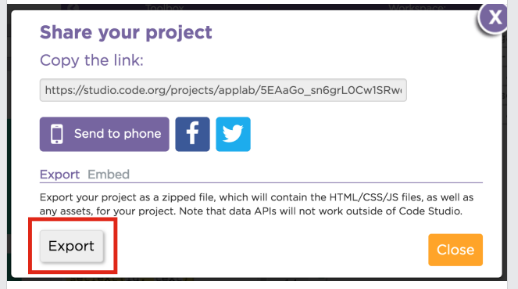 Toolbox
Workspace
X
Share your project
Copy the link:
https://studio.code.org/projects/applab/5EAaGo_sn6grL0Cw1SRw
Send to phone
Export Embed
Export your project as a zipped file, which will contain the HTML/CSS/JS files, as well as
any assets, for your project. Note that data APIs will not work outside of Code Studio.
Export
Close